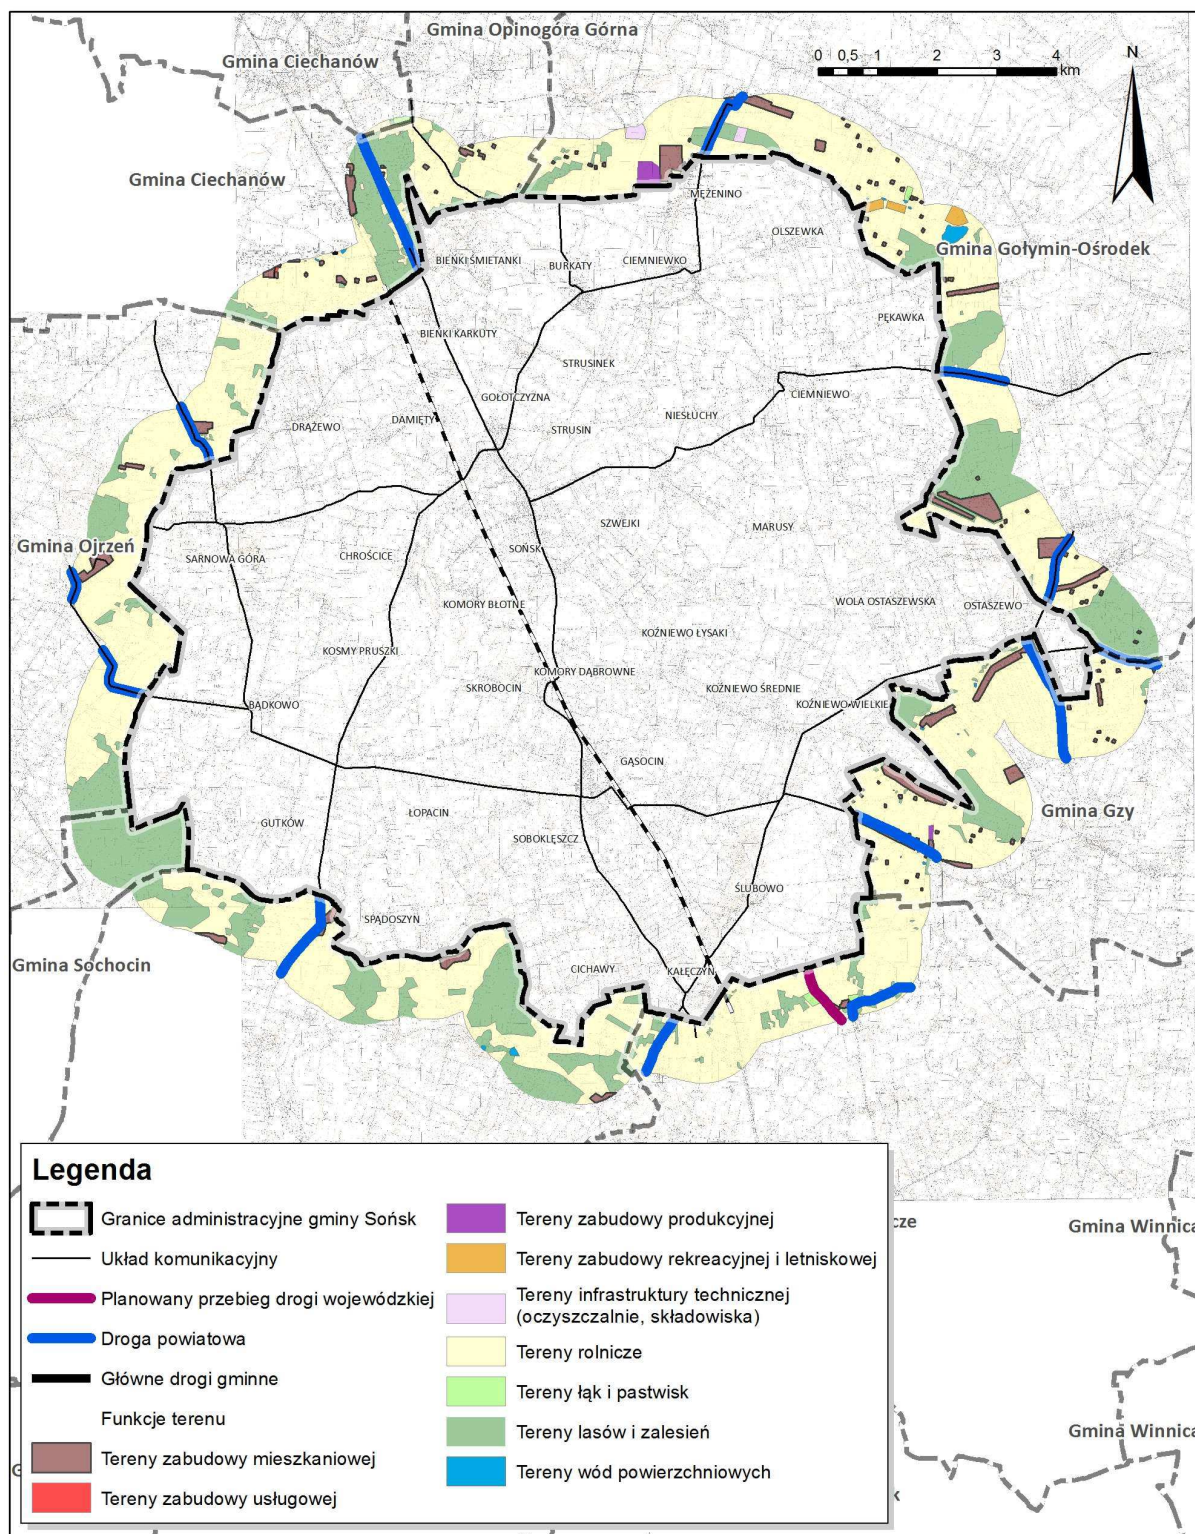 Gmina Opinogóra Górna
Gmina Ciechanów
0 0,5 1 2 3 4
km
N
Gmina Ciechanów
MĘŻENINO
OLSZEWKA
Gmina Gołymin-Ośrodek
BIEŃKI ŚMIETANKI
BURKATY
CIEMNIEWKO
PĘKAWKA
BIEŃKI KARKUTY
STRUSINEK
GOŁOTCZYZNA
CIEMNIEWO
NIESŁUCHY
DRĄŻEWO
DAMIĘTY
STRUSIN
SZWEJKI
MARUSY
Gmina Ojrzeń
SARNOWA GÓRA
CHROŚCICE
SOŃSK
KOMORY BŁOTNE
WOLA OSTASZEWSKA
OSTASZEWO
KOŹNIEWO ŁYSAKI
KOSMY PRUSZKI
KOMORY DĄBROWNE
SKROBOCIN
KOŹNIEWO ŚREDNIE
BĄDKOWO
KOŹNIEWO-WIELKIE
GĄSOCIN
Gmina Gzy
GUTKÓW
ŁOPACIN
SOBOKLĘSZCZ
ŚLUBOWO
SPĄDOSZYN
Gmina Sochocin
CICHAWY
KAŁĘCZYN
Legenda
Granice administracyjne gminy Sońsk
Układ komunikacyjny
Planowany przebieg drogi wojewódzkiej
Droga powiatowa
Główne drogi gminne
Funkcje terenu
Tereny zabudowy mieszkaniowej
Tereny zabudowy usługowej
Tereny zabudowy produkcyjnej
Tereny zabudowy rekreacyjnej i letniskowej
Tereny infrastruktury technicznej
(oczyszczalnie, składowiska)
Tereny rolnicze
Tereny łąk i pastwisk
Tereny lasów i zalesień
Tereny wód powierzchniowych
cze
Gmina Winnica
Gmina Winnica